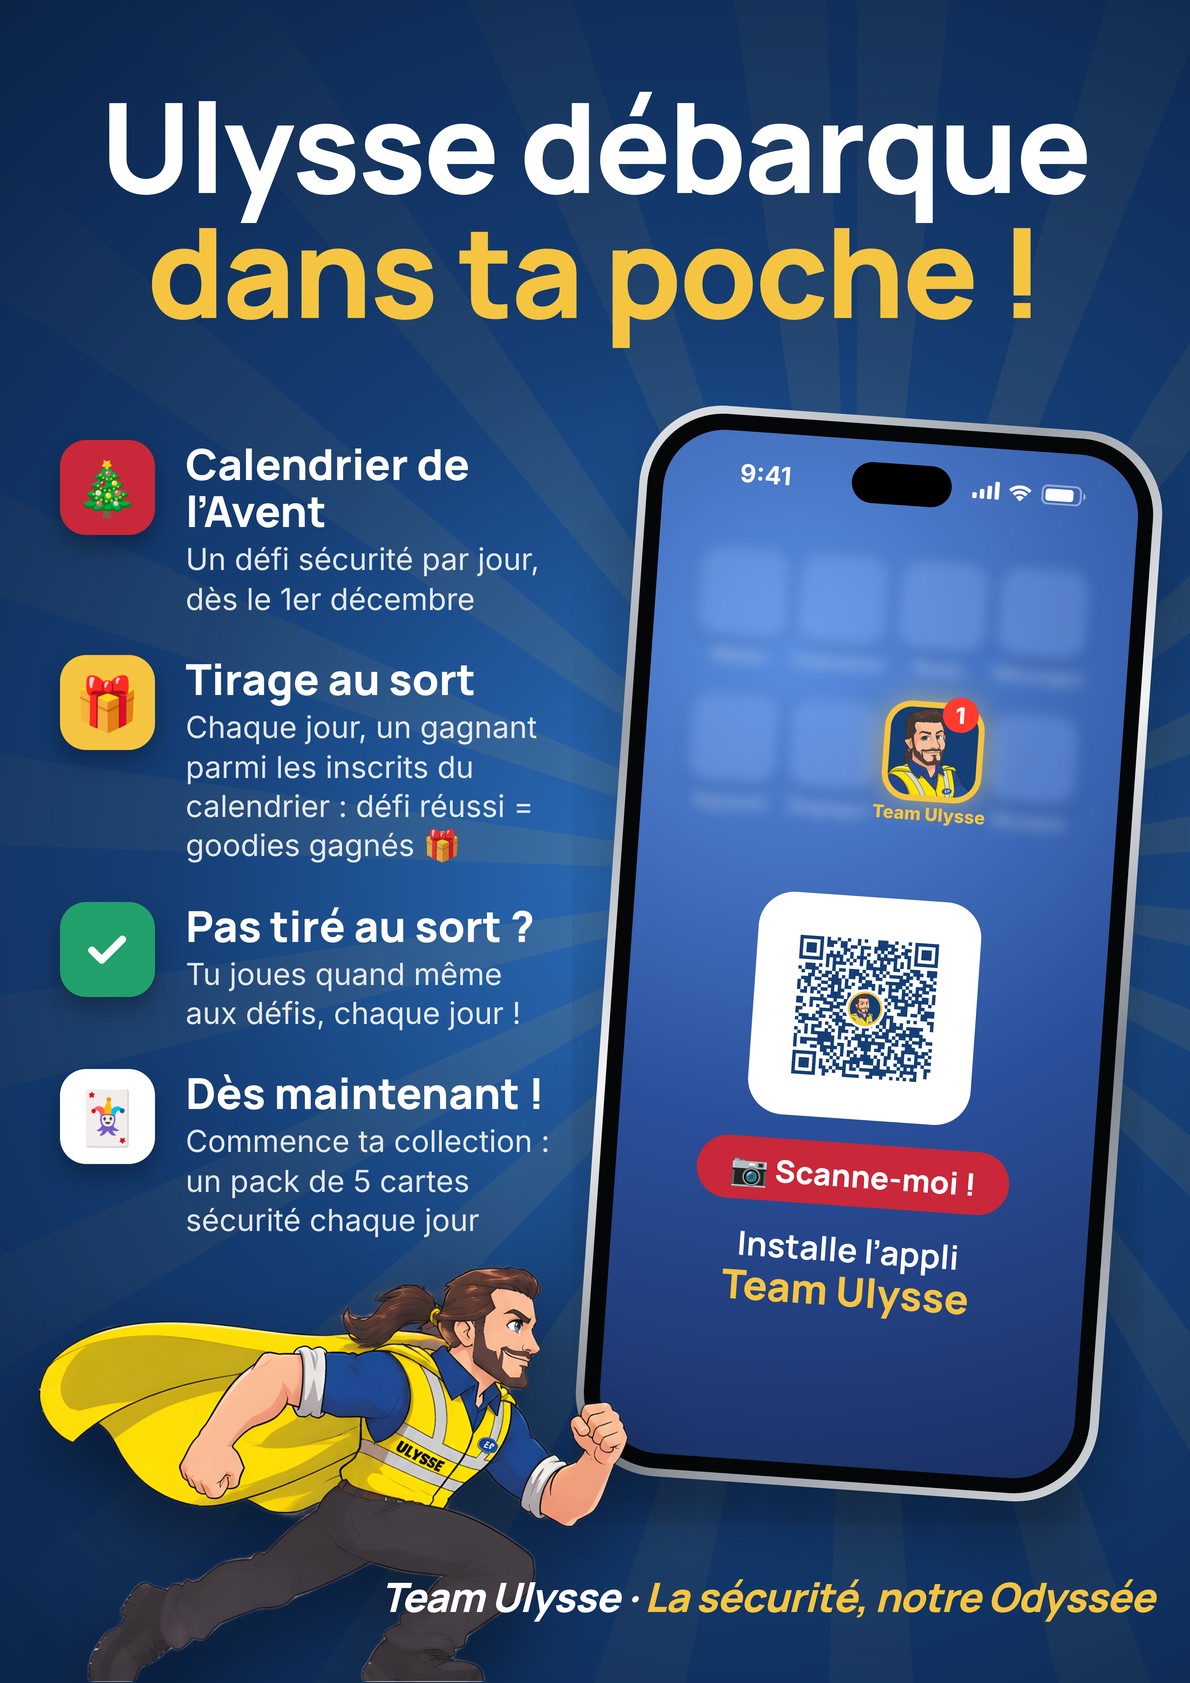 Ulysse débarque
dans ta poche !
Calendrier de
l’Avent
Un défi sécurité par jour,
dès le 1er décembre
Tirage au sort
Chaque jour, un gagnant
parmi les inscrits du
calendrier : défi réussi =
goodies gagnés 🎁
Pas tiré au sort ?
Tu joues quand même
aux défis, chaque jour !
Dès maintenant !
Commence ta collection :
un pack de 5 cartes
sécurité chaque jour
9:41
1
Team Ulysse
📷 Scanne-moi !
Installe l’appli
Team Ulysse
ULYSSE
Team Ulysse · La sécurité, notre Odyssée